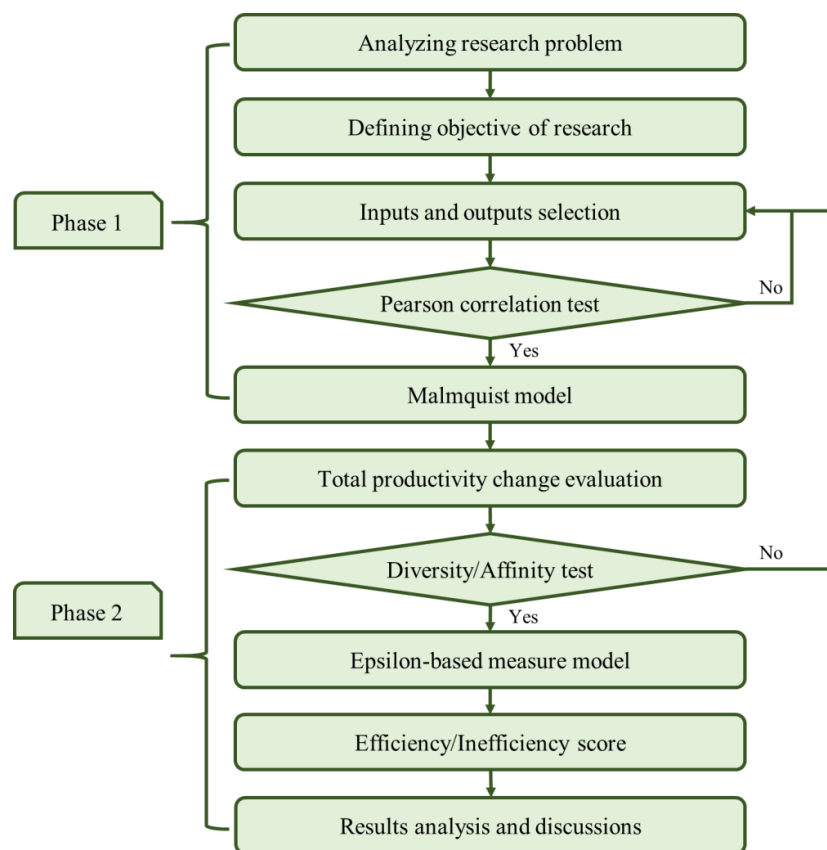 Analyzing research problem
Defining objective of research
Phase 1
Inputs and outputs selection
Pearson correlation test
No
Yes
Malmquist model
Total productivity change evaluation
Diversity/Affinity test
No
Yes
Phase 2
Epsilon-based measure model
Efficiency/Inefficiency score
Results analysis and discussions